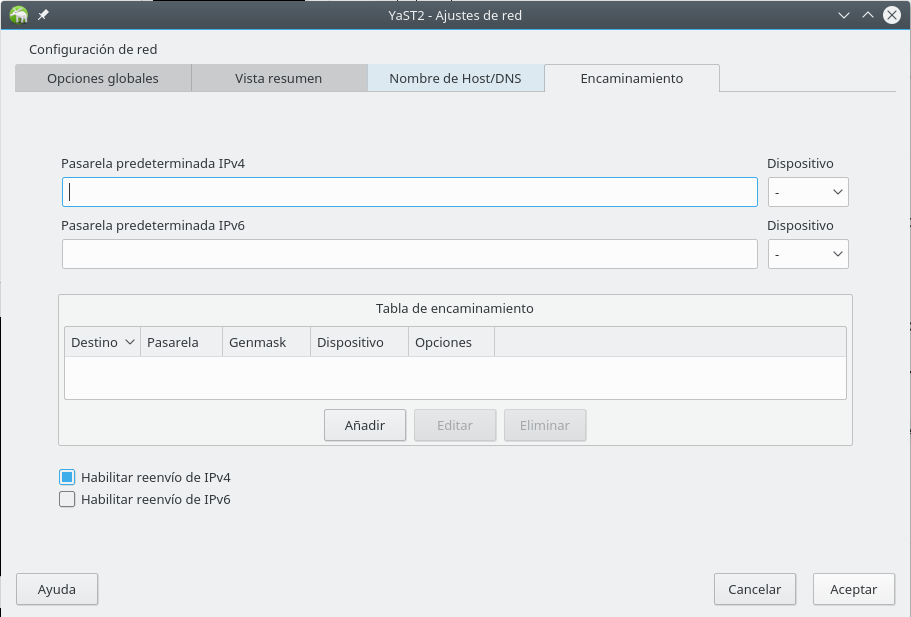 YaST2 - Ajustes de red
Configuración de red
Opciones globales Vista resumen Nombre de Host/DNS Encaminamiento
Pasarela predeterminada IPv4 Dispositivo
-
Pasarela predeterminada IPv6 Dispositivo
-
Tabla de encaminamiento
Destino Pasarela Genmask Dispositivo Opciones
Añadir Editar Eliminar
Habilitar reenvío de IPv4
Habilitar reenvío de IPv6
Ayuda Cancelar Aceptar